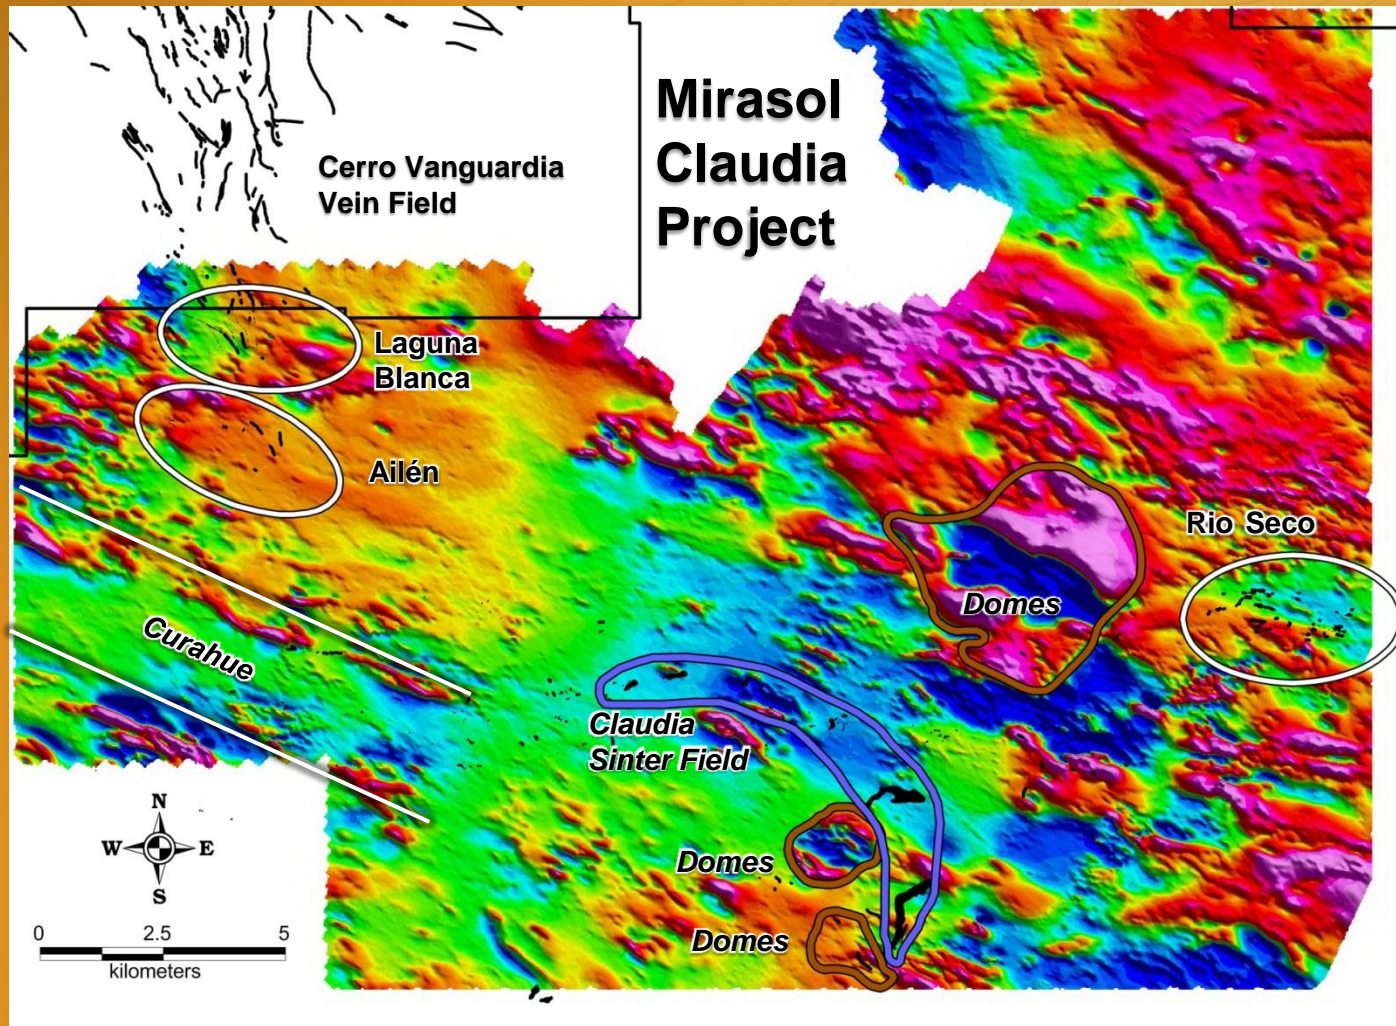 Mirasol
Claudia
Project
Cerro Vanguardia
Vein Field
Laguna
Blanca
Ailén
Rio Seco
Domes
Curahue
Claudia
Sinter Field
Domes
Domes
N
W E
S
0 2.5 5
kilometers